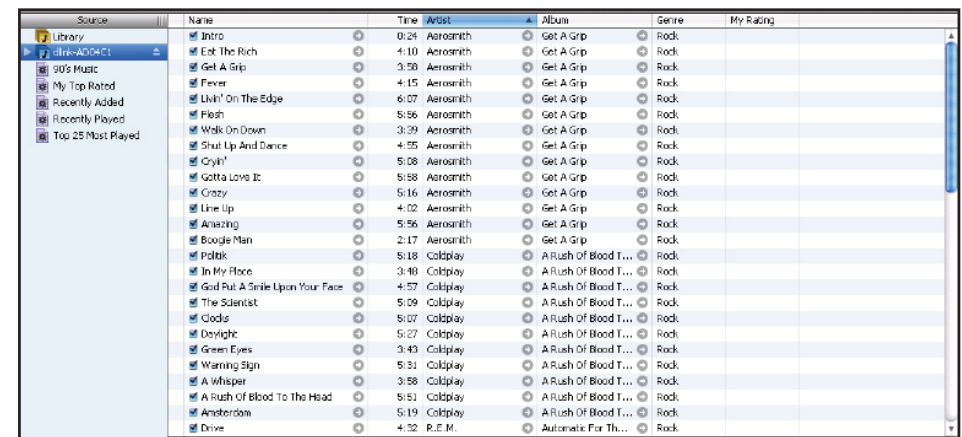 Source Name Time Artist Album Genre My Rating
Library
dlink-ADD4C1
90's Music
My Top Rated
Recently Added
Recently Played
Top 25 Most Played
Intro 0:24 Aerosmith Get A Grip Rock
Eat The Rich 4:10 Aerosmith Get A Grip Rock
Get A Grip 3:58 Aerosmith Get A Grip Rock
Fever 4:15 Aerosmith Get A Grip Rock
Livin' On The Edge 6:07 Aerosmith Get A Grip Rock
Flesh 5:56 Aerosmith Get A Grip Rock
Walk On Down 3:39 Aerosmith Get A Grip Rock
Shut Up And Dance 4:55 Aerosmith Get A Grip Rock
Cryin' 5:08 Aerosmith Get A Grip Rock
Gotta Love It 5:58 Aerosmith Get A Grip Rock
Crazy 5:16 Aerosmith Get A Grip Rock
Line Up 4:02 Aerosmith Get A Grip Rock
Amazing 5:56 Aerosmith Get A Grip Rock
Boogie Man 2:17 Aerosmith Get A Grip Rock
Politik 5:18 Coldplay A Rush Of Blood T... Rock
In My Place 3:48 Coldplay A Rush Of Blood T... Rock
God Put A Smile Upon Your Face 4:57 Coldplay A Rush Of Blood T... Rock
The Scientist 5:09 Coldplay A Rush Of Blood T... Rock
Clocks 5:07 Coldplay A Rush Of Blood T... Rock
Daylight 5:27 Coldplay A Rush Of Blood T... Rock
Green Eyes 3:43 Coldplay A Rush Of Blood T... Rock
Warning Sign 5:31 Coldplay A Rush Of Blood T... Rock
A Whisper 3:58 Coldplay A Rush Of Blood T... Rock
A Rush Of Blood To The Head 5:51 Coldplay A Rush Of Blood T... Rock
Amsterdam 5:19 Coldplay A Rush Of Blood T... Rock
Drive 4:32 R.E.M. Automatic For Th... Rock